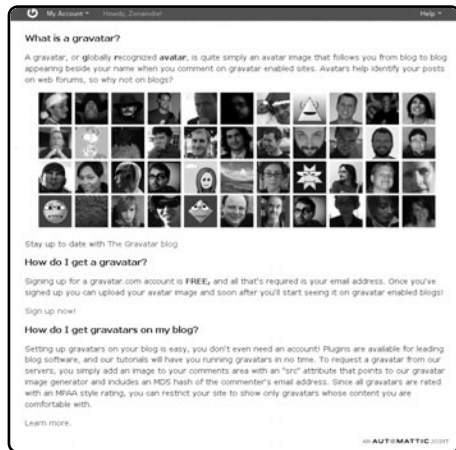 My Account Howdy, Zenaindre! Help
What is a gravatar?
A gravatar, or globally recognized avatar, is quite simply an avatar image that follows you from blog to blog
appearing beside your name when you comment on gravatar enabled sites. Avatars help identify your posts
on web forums, so why not on blogs?
Stay up to date with The Gravatar blog
How do I get a gravatar?
Signing up for a gravatar.com account is FREE, and all that's required is your email address. Once you've
signed up you can upload your avatar image and soon after you'll start seeing it on gravatar enabled blogs!
Sign up now!
How do I get gravatars on my blog?
Setting up gravatars on your blog is easy, you don't even need an account! Plugins are available for leading
blog software, and our tutorials will have you running gravatars in no time. To request a gravatar from our
servers, you simply add an image to your comments area with an "src" attribute that points to our gravatar
image generator and includes an MD5 hash of the commenter's email address. Since all gravatars are rated
with an MPAA style rating, you can restrict your site to show only gravatars whose content you are
comfortable with.
Learn more.
AN AUTOMATTIC JOINT